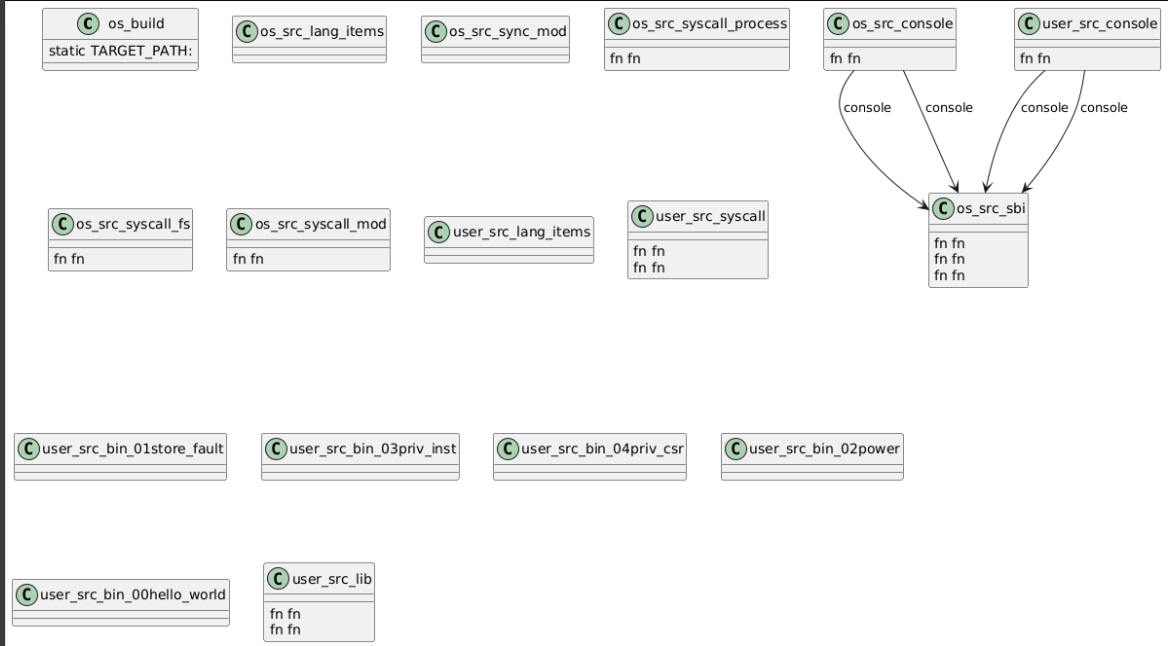 C os_build
static TARGET_PATH:
C os_src_lang_items
C os_src_sync_mod
C os_src_syscall_process
fn fn
C os_src_console
fn fn
C user_src_console
fn fn
console
console
console
console
C os_src_syscall_fs
fn fn
C os_src_syscall_mod
fn fn
C user_src_lang_items
C user_src_syscall
fn fn
fn fn
C os_src_sbi
fn fn
fn fn
fn fn
C user_src_bin_01store_fault
C user_src_bin_03priv_inst
C user_src_bin_04priv_csr
C user_src_bin_02power
C user_src_bin_00hello_world
C user_src_lib
fn fn
fn fn